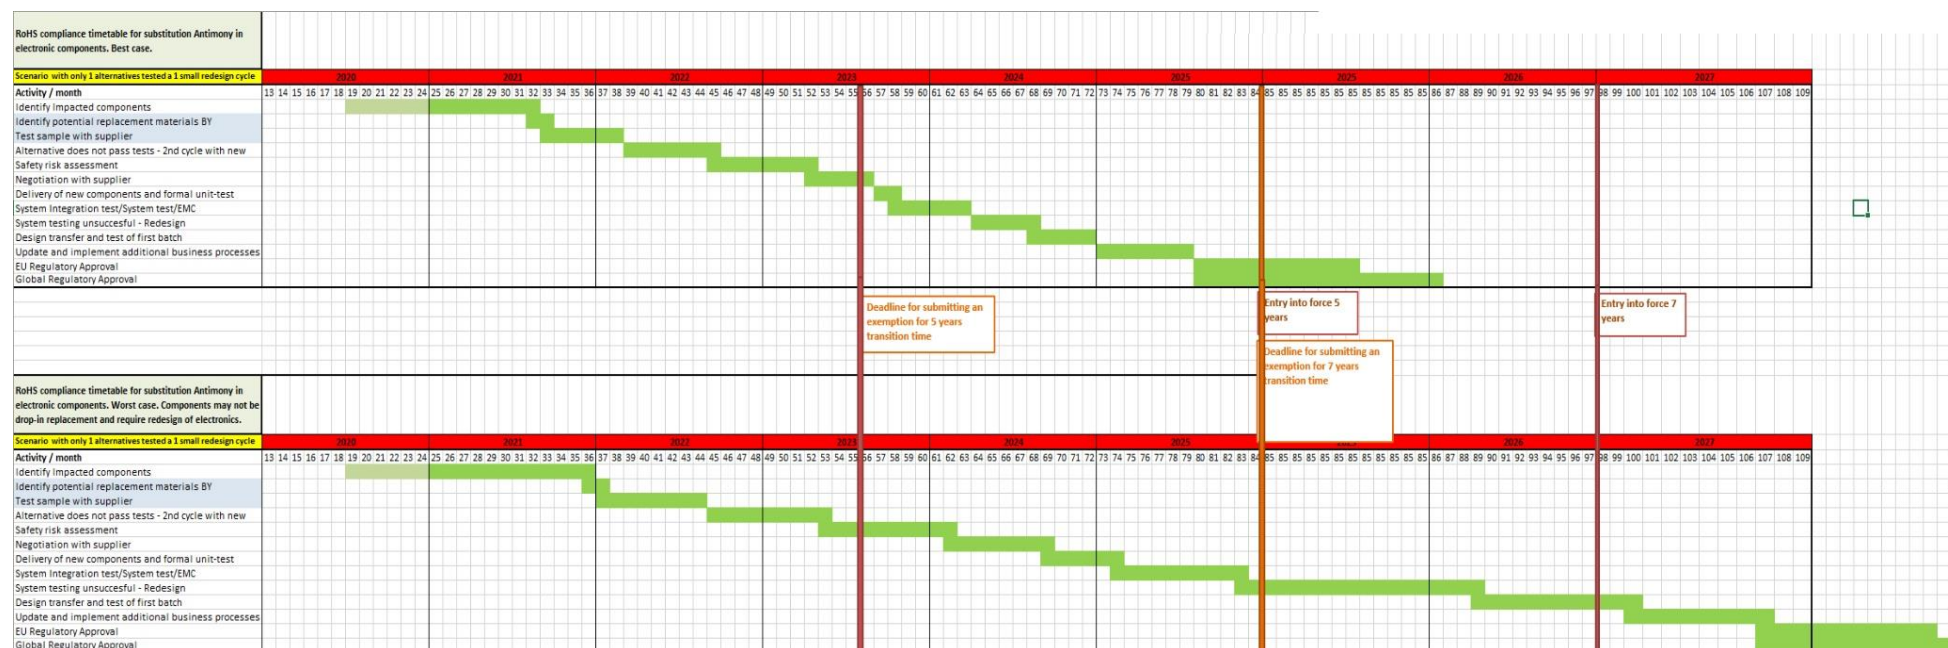 RoHS compliance timetable for substitution Antimony in
electronic components. Best case.
Scenario with only 1 alternatives tested a 1 small redesign cycle 2020 2021 2022 2023 2024 2025 2025 2026 2027
Activity / month 13 14 15 16 17 18 19 20 21 22 23 24 25 26 27 28 29 30 31 32 33 34 35 36 37 38 39 40 41 42 43 44 45 46 47 48 49 50 51 52 53 54 55 56 57 58 59 60 61 62 63 64 65 66 67 68 69 70 71 72 73 74 75 76 77 78 79 80 81 82 83 84 85 85 85 85 85 85 85 85 85 85 85 85 86 87 88 89 90 91 92 93 94 95 96 97 98 99 100 101 102 103 104 105 106 107 108 109
Identify Impacted components
Identify potential replacement materials BY
Test sample with supplier
Alternative does not pass tests - 2nd cycle with new
Safety risk assessment
Negotiation with supplier
Delivery of new components and formal unit-test
System Integration test/System test/EMC
System testing unsuccesful - Redesign
Design transfer and test of first batch
Update and implement additional business processes
EU Regulatory Approval
Global Regulatory Approval
Deadline for submitting an
exemption for 5 years
transition time
Entry into force 5
years
Deadline for submitting an
exemption for 7 years
transition time
Entry into force 7
years
RoHS compliance timetable for substitution Antimony in
electronic components. Worst case. Components may not be
drop-in replacement and require redesign of electronics.
Scenario with only 1 alternatives tested a 1 small redesign cycle 2020 2021 2022 2023 2024 2025 2026 2027
Activity / month 13 14 15 16 17 18 19 20 21 22 23 24 25 26 27 28 29 30 31 32 33 34 35 36 37 38 39 40 41 42 43 44 45 46 47 48 49 50 51 52 53 54 55 56 57 58 59 60 61 62 63 64 65 66 67 68 69 70 71 72 73 74 75 76 77 78 79 80 81 82 83 84 85 85 85 85 85 85 85 85 85 85 85 85 86 87 88 89 90 91 92 93 94 95 96 97 98 99 100 101 102 103 104 105 106 107 108 109
Identify Impacted components
Identify potential replacement materials BY
Test sample with supplier
Alternative does not pass tests - 2nd cycle with new
Safety risk assessment
Negotiation with supplier
Delivery of new components and formal unit-test
System Integration test/System test/EMC
System testing unsuccesful - Redesign
Design transfer and test of first batch
Update and implement additional business processes
EU Regulatory Approval
Global Regulatory Approval